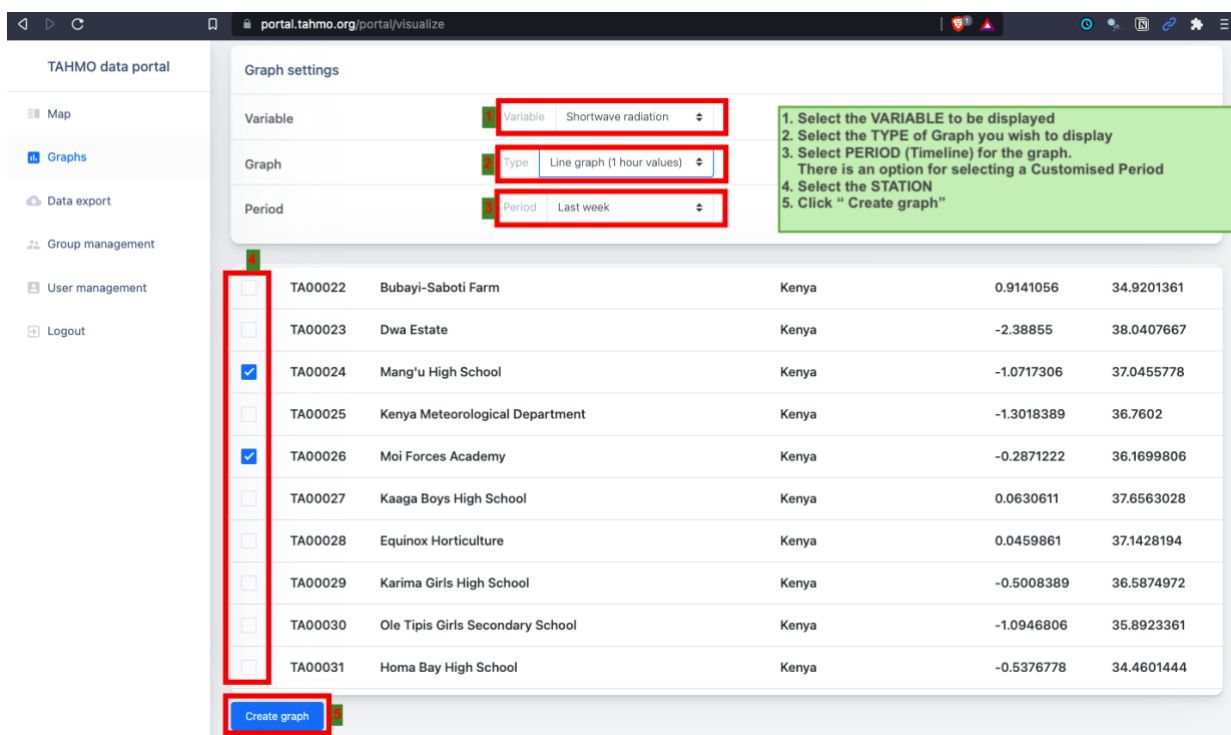 portal.tahmo.org/portal/visualize
TAHMO data portal
Map
Graphs
Data export
Group management
User management
Logout
Graph settings
Variable 1 Variable Shortwave radiation
Graph 2 Type Line graph (1 hour values)
Period 3 Period Last week
1. Select the VARIABLE to be displayed
2. Select the TYPE of Graph you wish to display
3. Select PERIOD (Timeline) for the graph.
There is an option for selecting a Customised Period
4. Select the STATION
5. Click “ Create graph”
4
TA00022 Bubayi-Saboti Farm Kenya 0.9141056 34.9201361
TA00023 Dwa Estate Kenya -2.38855 38.0407667
TA00024 Mang'u High School Kenya -1.0717306 37.0455778
TA00025 Kenya Meteorological Department Kenya -1.3018389 36.7602
TA00026 Moi Forces Academy Kenya -0.2871222 36.1699806
TA00027 Kaaga Boys High School Kenya 0.0630611 37.6563028
TA00028 Equinox Horticulture Kenya 0.0459861 37.1428194
TA00029 Karima Girls High School Kenya -0.5008389 36.5874972
TA00030 Ole Tipis Girls Secondary School Kenya -1.0946806 35.8923361
TA00031 Homa Bay High School Kenya -0.5376778 34.4601444
Create graph 5